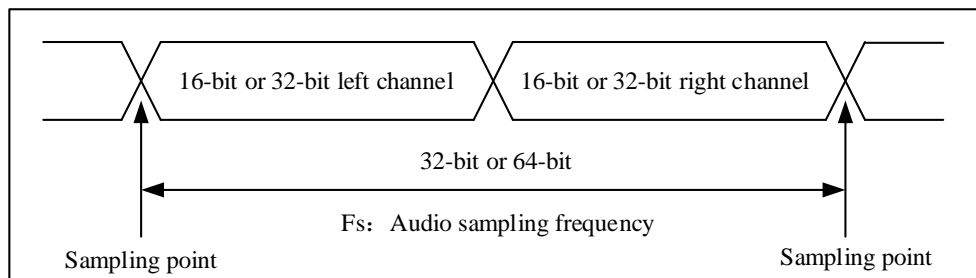 16-bit or 32-bit left channel
16-bit or 32-bit right channel
32-bit or 64-bit
Fs： Audio sampling frequency
Sampling point
Sampling point